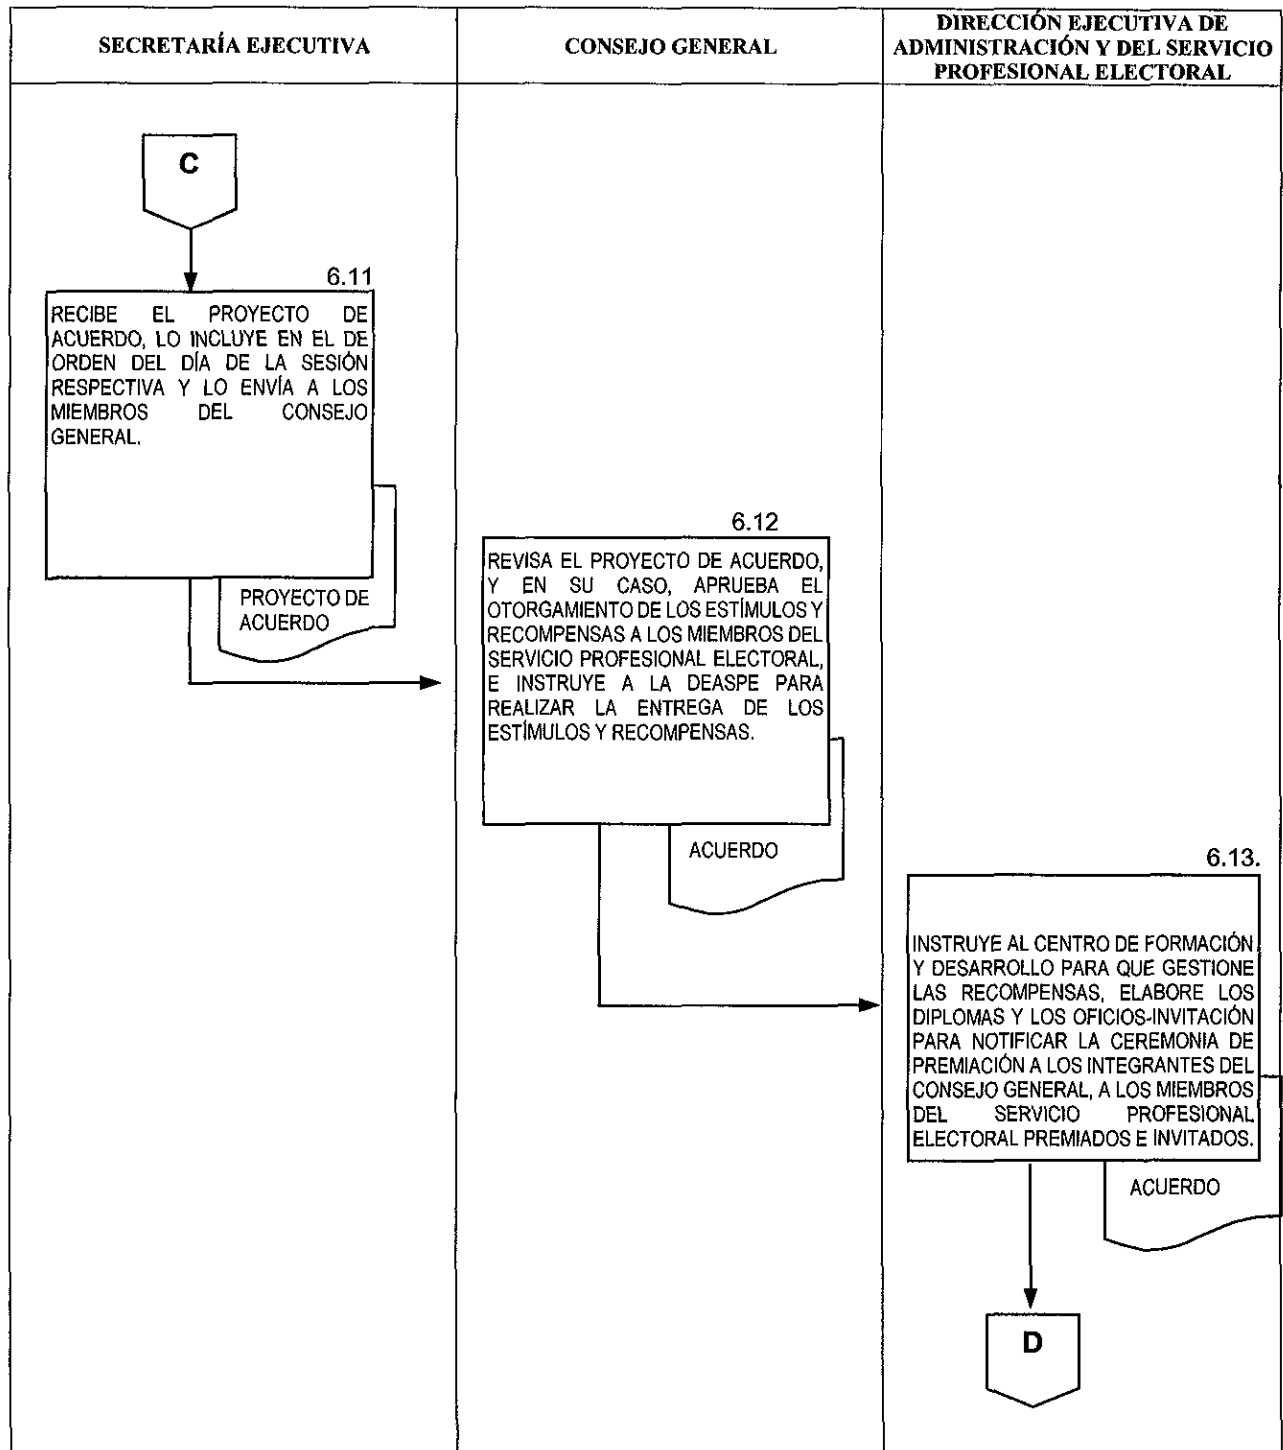 SECRETARÍA EJECUTIVA
CONSEJO GENERAL
DIRECCIÓN EJECUTIVA DE
ADMINISTRACIÓN Y DEL SERVICIO
PROFESIONAL ELECTORAL
C
6.11
RECIBE EL PROYECTO DE
ACUERDO, LO INCLUYE EN EL DE
ORDEN DEL DÍA DE LA SESIÓN
RESPECTIVA Y LO ENVÍA A LOS
MIEMBROS DEL CONSEJO
GENERAL.
PROYECTO DE
ACUERDO
6.12
REVISA EL PROYECTO DE ACUERDO,
Y EN SU CASO, APRUEBA EL
OTORGAMIENTO DE LOS ESTÍMULOS Y
RECOMPENSAS A LOS MIEMBROS DEL
SERVICIO PROFESIONAL ELECTORAL,
E INSTRUYE A LA DEASPE PARA
REALIZAR LA ENTREGA DE LOS
ESTÍMULOS Y RECOMPENSAS.
ACUERDO
6.13.
INSTRUYE AL CENTRO DE FORMACIÓN
Y DESARROLLO PARA QUE GESTIONE
LAS RECOMPENSAS, ELABORE LOS
DIPLOMAS Y LOS OFICIOS-INVITACIÓN
PARA NOTIFICAR LA CEREMONIA DE
PREMIACIÓN A LOS INTEGRANTES DEL
CONSEJO GENERAL, A LOS MIEMBROS
DEL SERVICIO PROFESIONAL
ELECTORAL PREMIADOS E INVITADOS.
ACUERDO
D